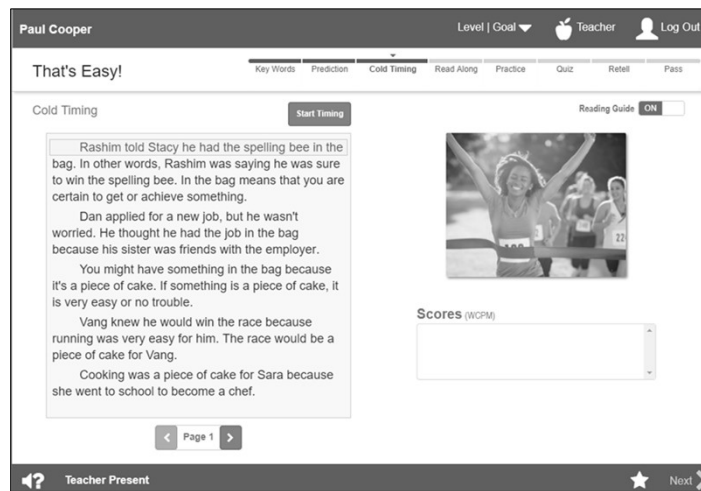 Paul Cooper
Level | Goal
Teacher
Log Out
That's Easy!
Key Words
Prediction
Cold Timing
Read Along
Practice
Quiz
Retell
Pass
Cold Timing
Start Timing
Reading Guide ON
Rashim told Stacy he had the spelling bee in the
bag. In other words, Rashim was saying he was sure
to win the spelling bee. In the bag means that you are
certain to get or achieve something.
Dan applied for a new job, but he wasn't
worried. He thought he had the job in the bag
because his sister was friends with the employer.
You might have something in the bag because
it's a piece of cake. If something is a piece of cake, it
is very easy or no trouble.
Vang knew he would win the race because
running was very easy for him. The race would be a
piece of cake for Vang.
Cooking was a piece of cake for Sara because
she went to school to become a chef.
Scores (WCPM)
Page 1
Teacher Present
Next